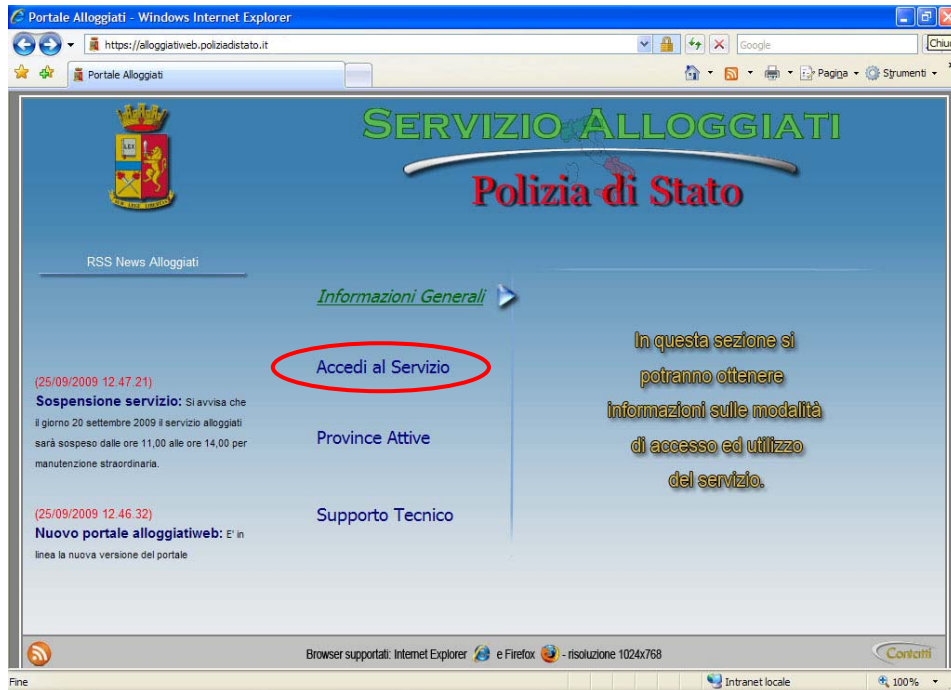 Portale Alloggiati - Windows Internet Explorer
https://alloggiatiweb.poliziadistato.it
Google
Chiu
Portale Alloggiati
Pagina
Strumenti
SERVIZIO ALLOGGIATI
Polizia di Stato
RSS News Alloggiati
(25/09/2009 12.47.21)
Sospensione servizio: Si avvisa che
il giorno 20 settembre 2009 il servizio alloggiati
sarà sospeso dalle ore 11,00 alle ore 14,00 per
manutenzione straordinaria.
(25/09/2009 12.46.32)
Nuovo portale alloggiatiweb: E' in
linea la nuova versione del portale
Informazioni Generali
Accedi al Servizio
Province Attive
Supporto Tecnico
In questa sezione si
potranno ottenere
informazioni sulle modalità
di accesso ed utilizzo
del servizio.
Browser supportati: Internet Explorer e Firefox - risoluzione 1024x768
Contatti
Fine
Intranet locale
100%